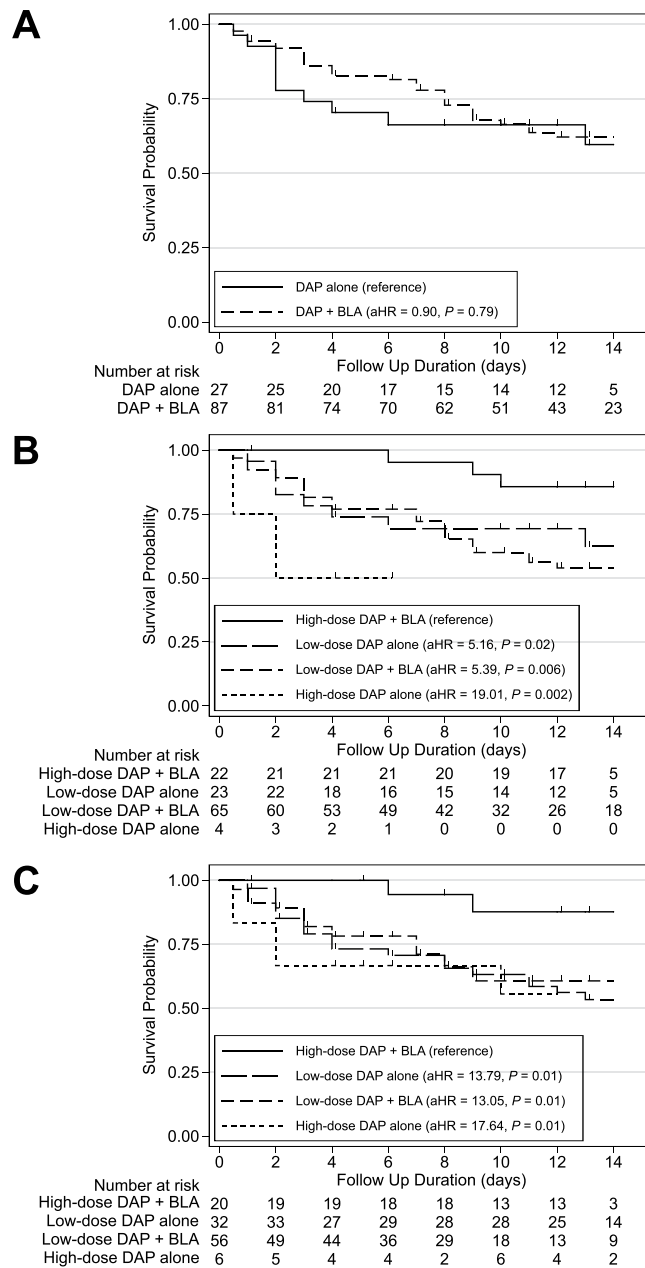 A
1.00
0.75
0.50
0.25
0.00
Survival Probability
DAP alone (reference)
DAP + BLA (aHR = 0.90, P = 0.79)
0 2 4 6 8 10 12 14
Follow Up Duration (days)
Number at risk
DAP alone 27 25 20 17 15 14 12 5
DAP + BLA 87 81 74 70 62 51 43 23
B
1.00
0.75
0.50
0.25
0.00
Survival Probability
High-dose DAP + BLA (reference)
Low-dose DAP alone (aHR = 5.16, P = 0.02)
Low-dose DAP + BLA (aHR = 5.39, P = 0.006)
High-dose DAP alone (aHR = 19.01, P = 0.002)
0 2 4 6 8 10 12 14
Follow Up Duration (days)
Number at risk
High-dose DAP + BLA 22 21 21 21 20 19 17 5
Low-dose DAP alone 23 22 18 16 15 14 12 5
Low-dose DAP + BLA 65 60 53 49 42 32 26 18
High-dose DAP alone 4 3 2 1 0 0 0 0
C
1.00
0.75
0.50
0.25
0.00
Survival Probability
High-dose DAP + BLA (reference)
Low-dose DAP alone (aHR = 13.79, P = 0.01)
Low-dose DAP + BLA (aHR = 13.05, P = 0.01)
High-dose DAP alone (aHR = 17.64, P = 0.01)
0 2 4 6 8 10 12 14
Follow Up Duration (days)
Number at risk
High-dose DAP + BLA 20 19 19 18 18 13 13 3
Low-dose DAP alone 32 33 27 29 28 28 25 14
Low-dose DAP + BLA 56 49 44 36 29 18 13 9
High-dose DAP alone 6 5 4 4 2 6 4 2